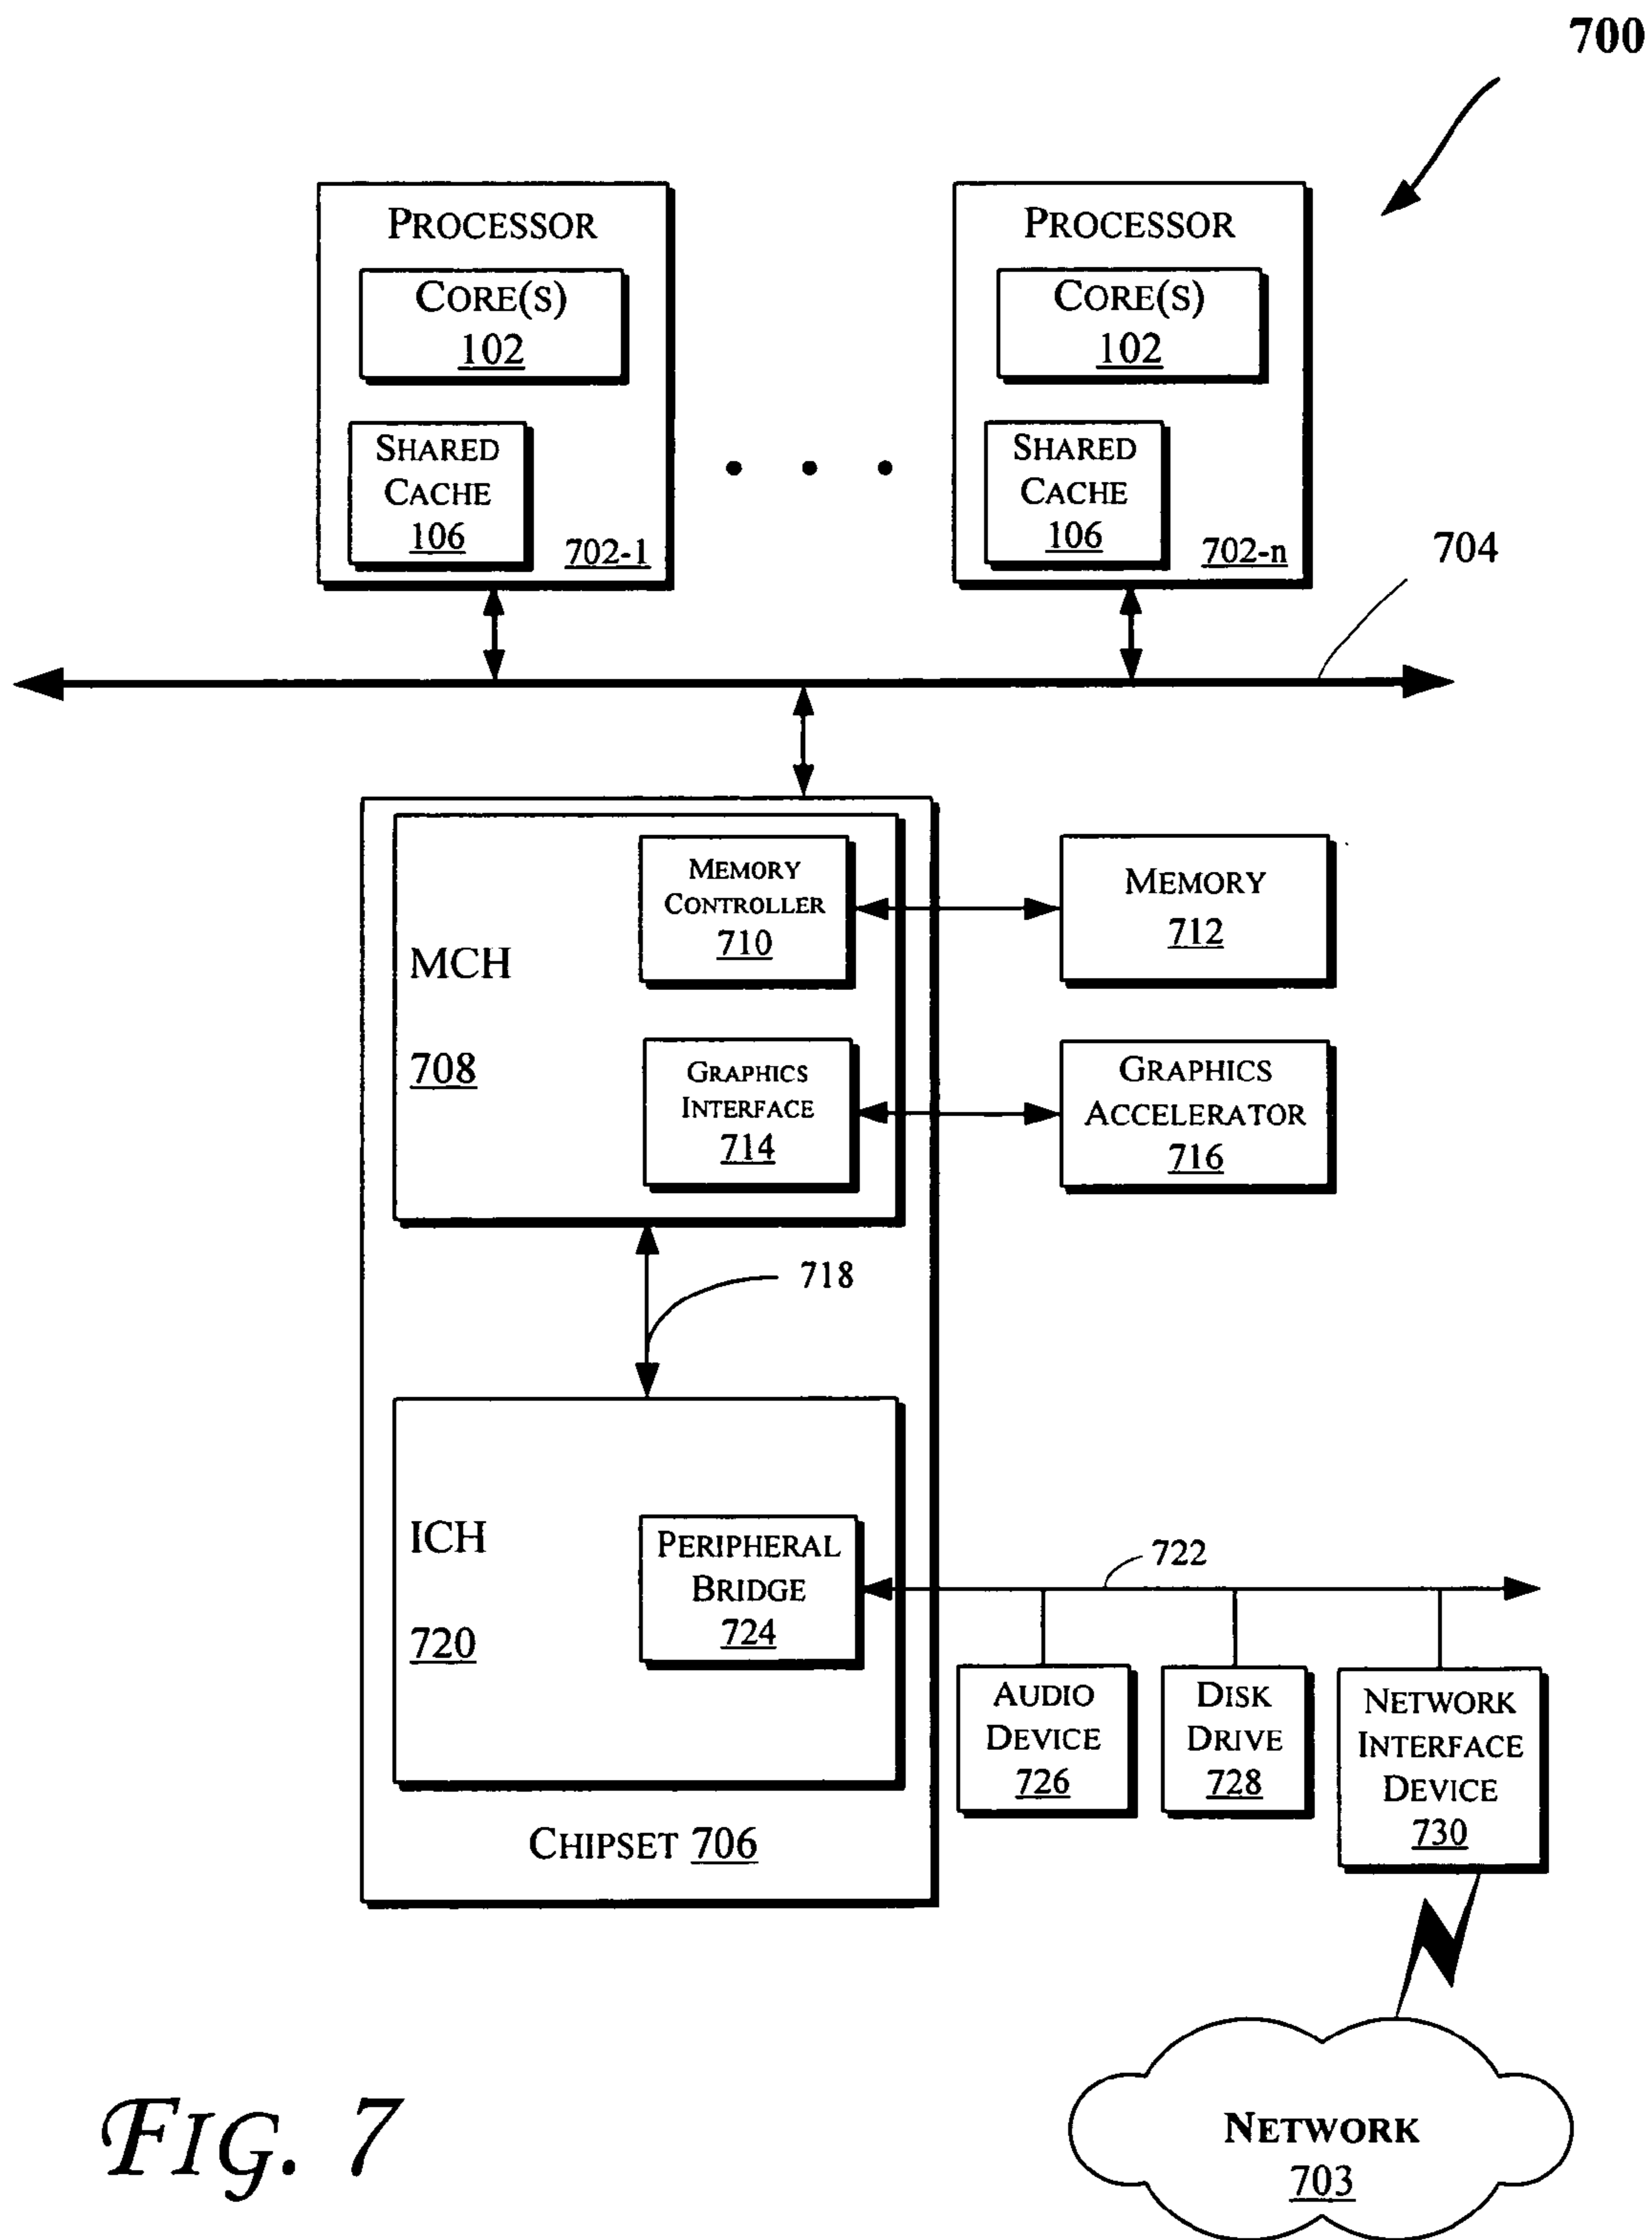 700
PROCESSOR
CORE(S)
102
SHARED
CACHE
106
702-1
PROCESSOR
CORE(S)
102
SHARED
CACHE
106
702-n
704
MCH
708
MEMORY
CONTROLLER
710
MEMORY
712
GRAPHICS
INTERFACE
714
GRAPHICS
ACCELERATOR
716
718
ICH
720
PERIPHERAL
BRIDGE
724
722
AUDIO
DEVICE
726
DISK
DRIVE
728
NETWORK
INTERFACE
DEVICE
730
CHIPSET 706
NETWORK
703
FIG. 7